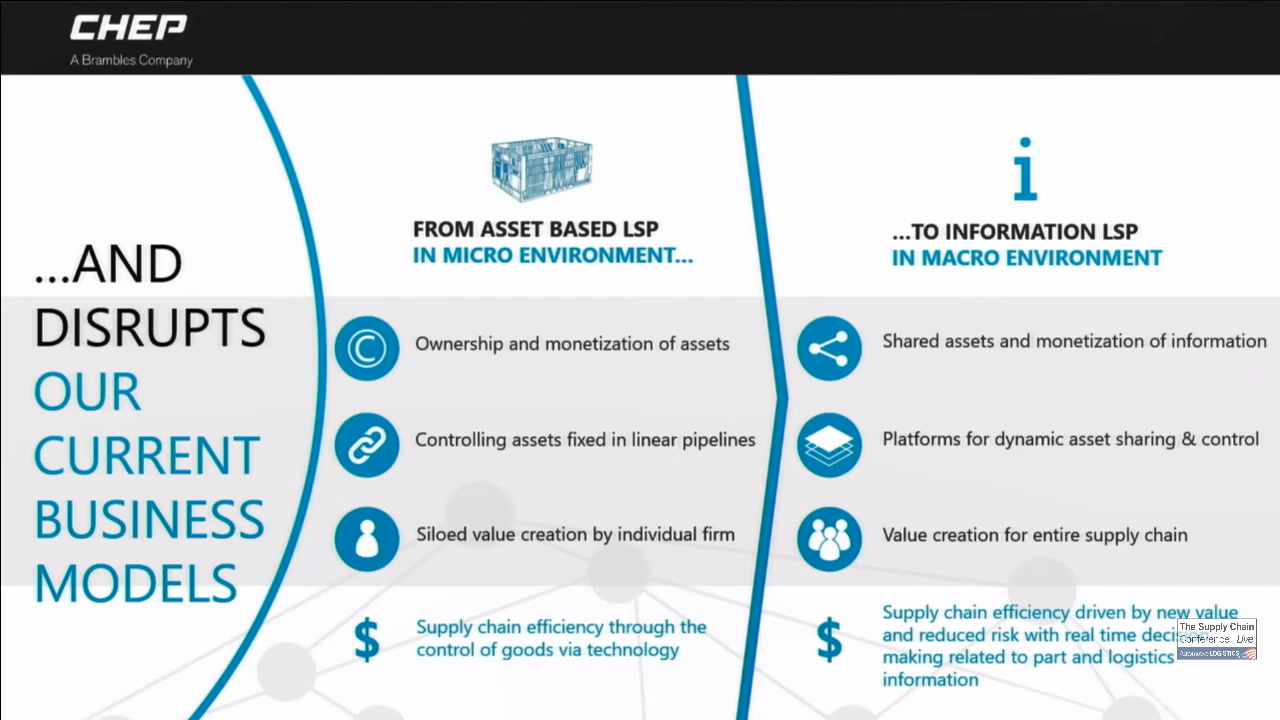 CHEP
A Brambles Company
...AND
DISRUPTS
OUR
CURRENT
BUSINESS
MODELS
FROM ASSET BASED LSP
IN MICRO ENVIRONMENT...
Ownership and monetization of assets
Controlling assets fixed in linear pipelines
Siloed value creation by individual firm
$
Supply chain efficiency through the
control of goods via technology
i
...TO INFORMATION LSP
IN MACRO ENVIRONMENT
Shared assets and monetization of information
Platforms for dynamic asset sharing & control
Value creation for entire supply chain
$
Supply chain efficiency driven by new value
and reduced risk with real time
making related to part and logistics
information
The Supply Chain
Conference Live
Automotive LOGISTICS